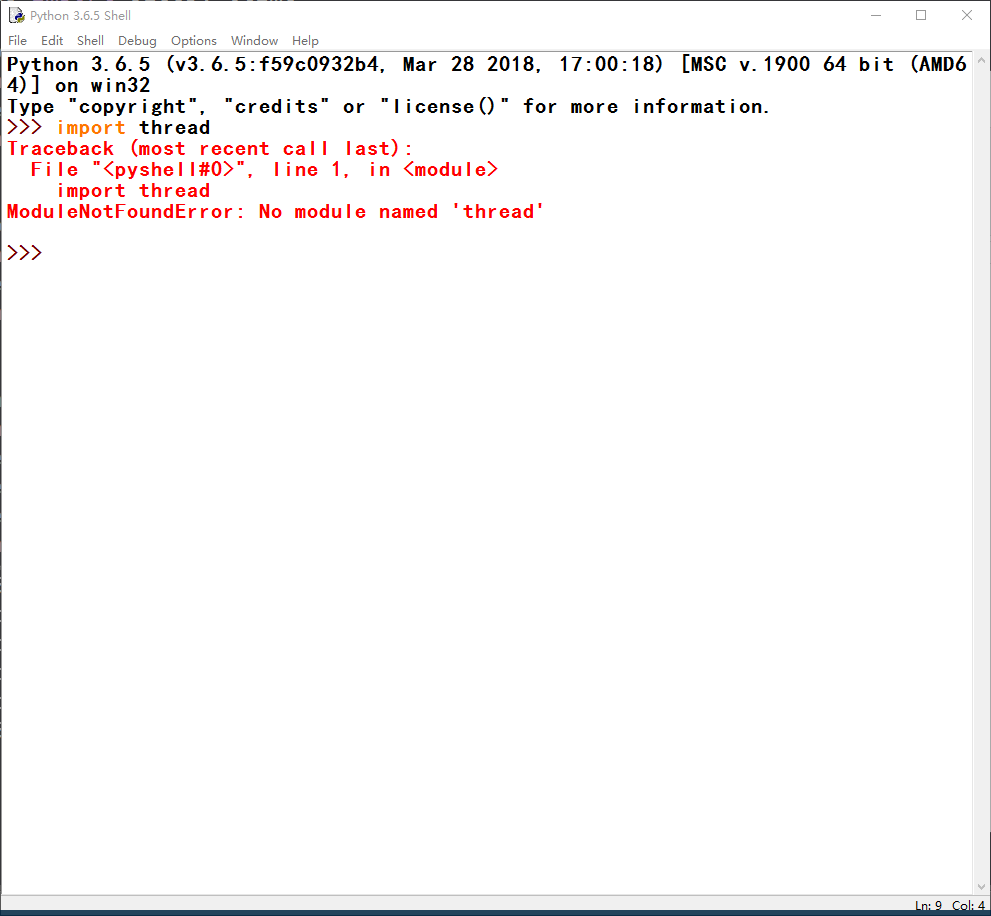 Python 3.6.5 Shell
File Edit Shell Debug Options Window Help
Python 3.6.5 (v3.6.5:f59c0932b4, Mar 28 2018, 17:00:18) [MSC v.1900 64 bit (AMD6
4)] on win32
Type "copyright", "credits" or "license()" for more information.
>>> import thread
Traceback (most recent call last):
  File "<pyshell#0>", line 1, in <module>
    import thread
ModuleNotFoundError: No module named 'thread'
>>>
Ln: 9 Col: 4